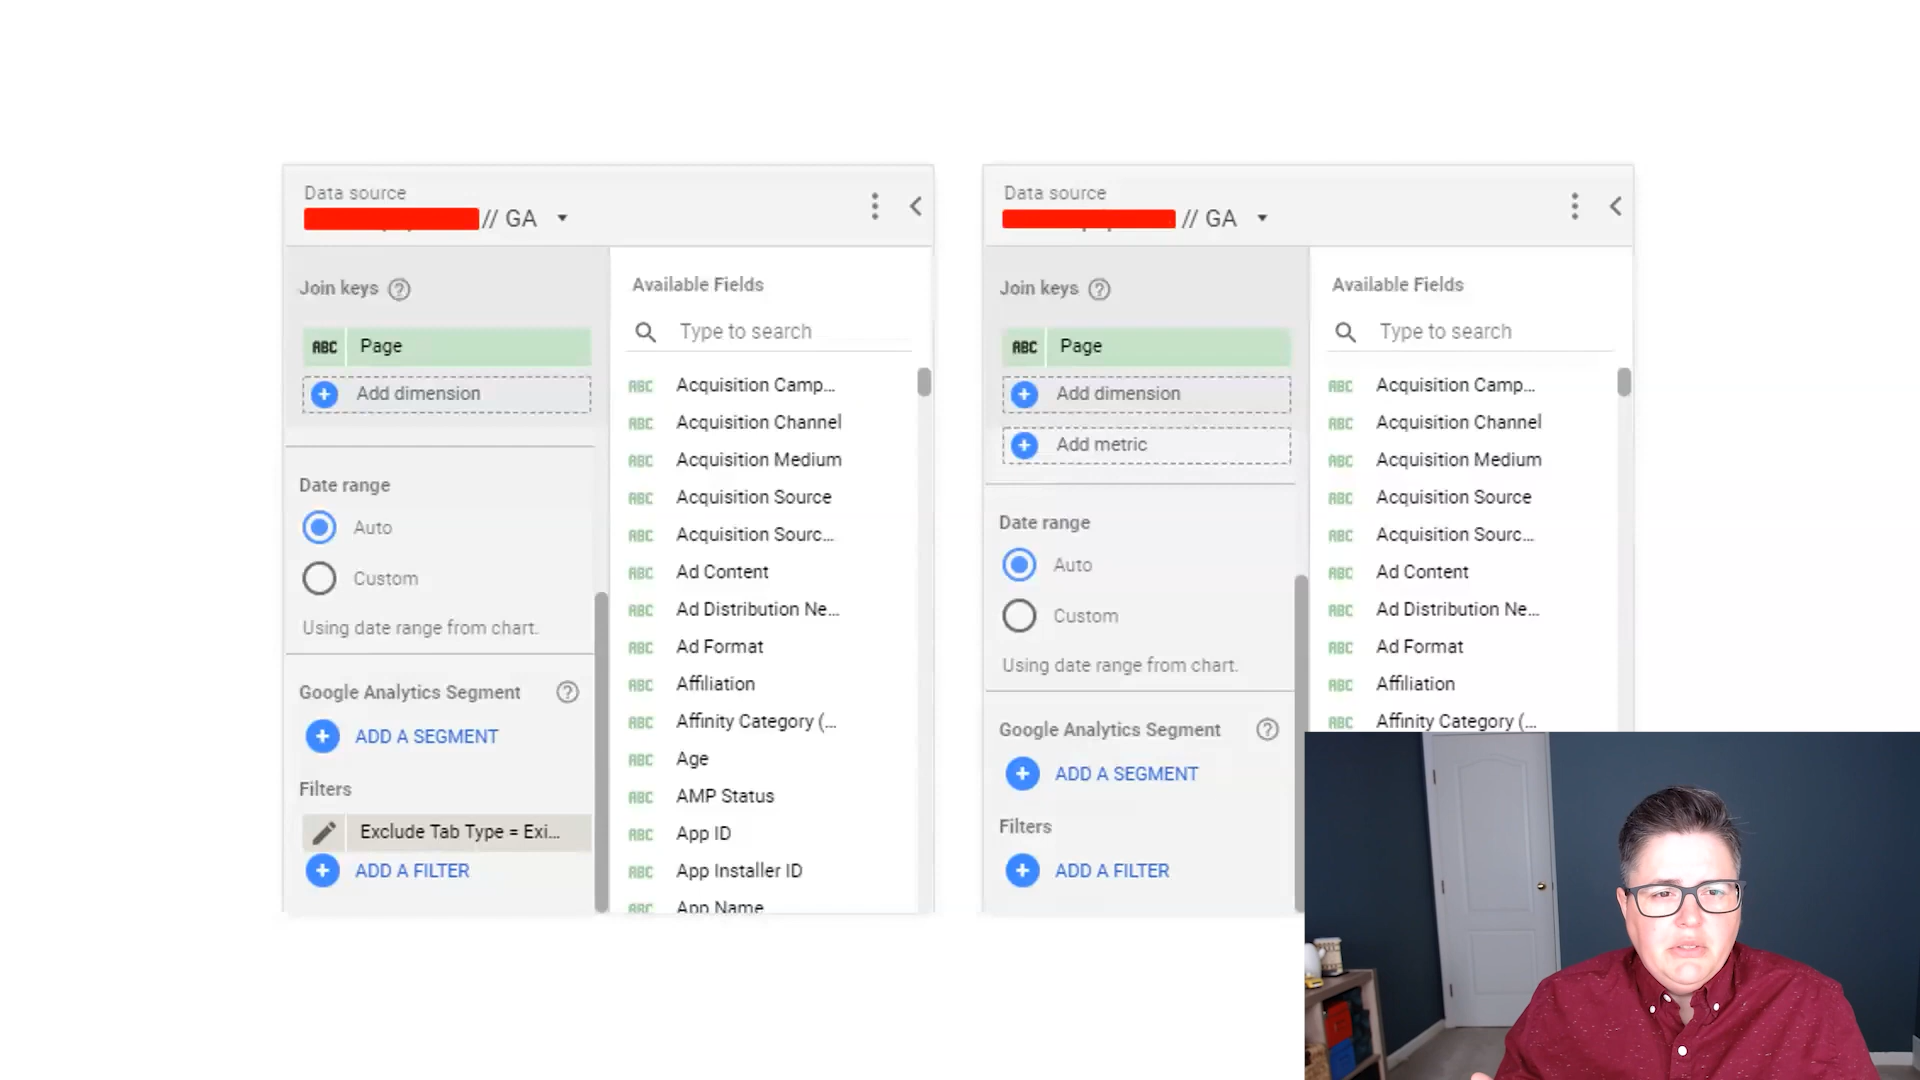 Data source
// GA
Join keys
Available Fields
ABC Page
Type to search
Add dimension
ABC Acquisition Camp...
ABC Acquisition Channel
ABC Acquisition Medium
Date range
ABC Acquisition Source
Auto
ABC Acquisition Sourc...
Custom
ABC Ad Content
ABC Ad Distribution Ne...
Using date range from chart.
ABC Ad Format
Google Analytics Segment
ABC Affiliation
ABC Affinity Category (...
ADD A SEGMENT
ABC Age
Filters
ABC AMP Status
Exclude Tab Type = Exi...
ABC App ID
ADD A FILTER
ABC App Installer ID
ABC App Name
Data source
// GA
Join keys
Available Fields
ABC Page
Type to search
Add dimension
ABC Acquisition Camp...
ABC Acquisition Channel
Add metric
ABC Acquisition Medium
ABC Acquisition Source
Date range
ABC Acquisition Sourc...
Auto
ABC Ad Content
Custom
ABC Ad Distribution Ne...
ABC Ad Format
Using date range from chart.
ABC Affiliation
Google Analytics Segment
ABC Affinity Category (...
ADD A SEGMENT
Filters
ADD A FILTER